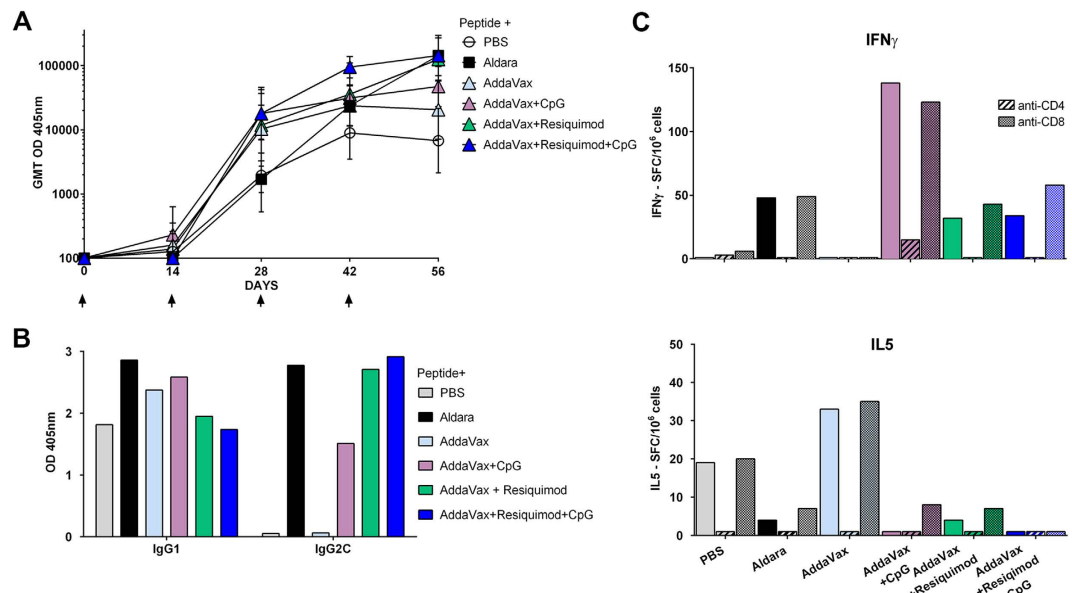 A
Peptide +
PBS
Aldara
AddaVax
AddaVax+CpG
AddaVax+Resiquimod
AddaVax+Resiquimod+CpG
GMT OD 405nm
100000
10000
1000
100
0
14
28
42
56
DAYS
B
Peptide+
PBS
Aldara
AddaVax
AddaVax+CpG
AddaVax + Resiquimod
AddaVax+Resiquimod+CpG
OD 405nm
3
2
1
0
IgG1
IgG2C
C
IFNγ
anti-CD4
anti-CD8
IFNγ - SFC/10⁶ cells
150
100
50
0
IL5
IL5 - SFC/10⁶ cells
50
40
30
20
10
0
PBS
Aldara
AddaVax
AddaVax
+CpG
AddaVax
+Resiquimod
AddaVax
+Resiqimod